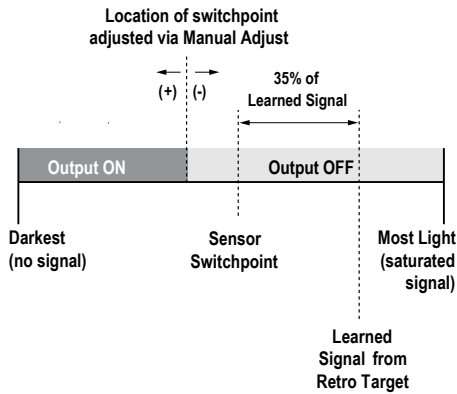 Location of switchpoint
adjusted via Manual Adjust
(+) (-)
35% of
Learned Signal
Output ON
Output OFF
Darkest
(no signal)
Sensor
Switchpoint
Most Light
(saturated
signal)
Learned
Signal from
Retro Target